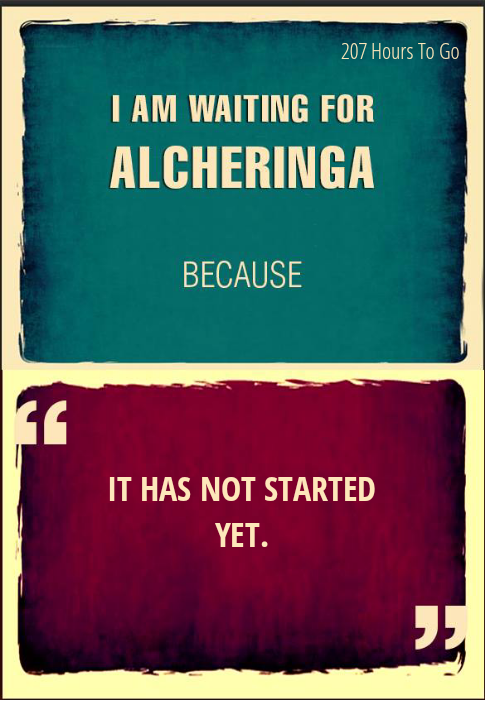 207 Hours To Go
I AM WAITING FOR
ALCHERINGA
BECAUSE
“
IT HAS NOT STARTED
YET.
”